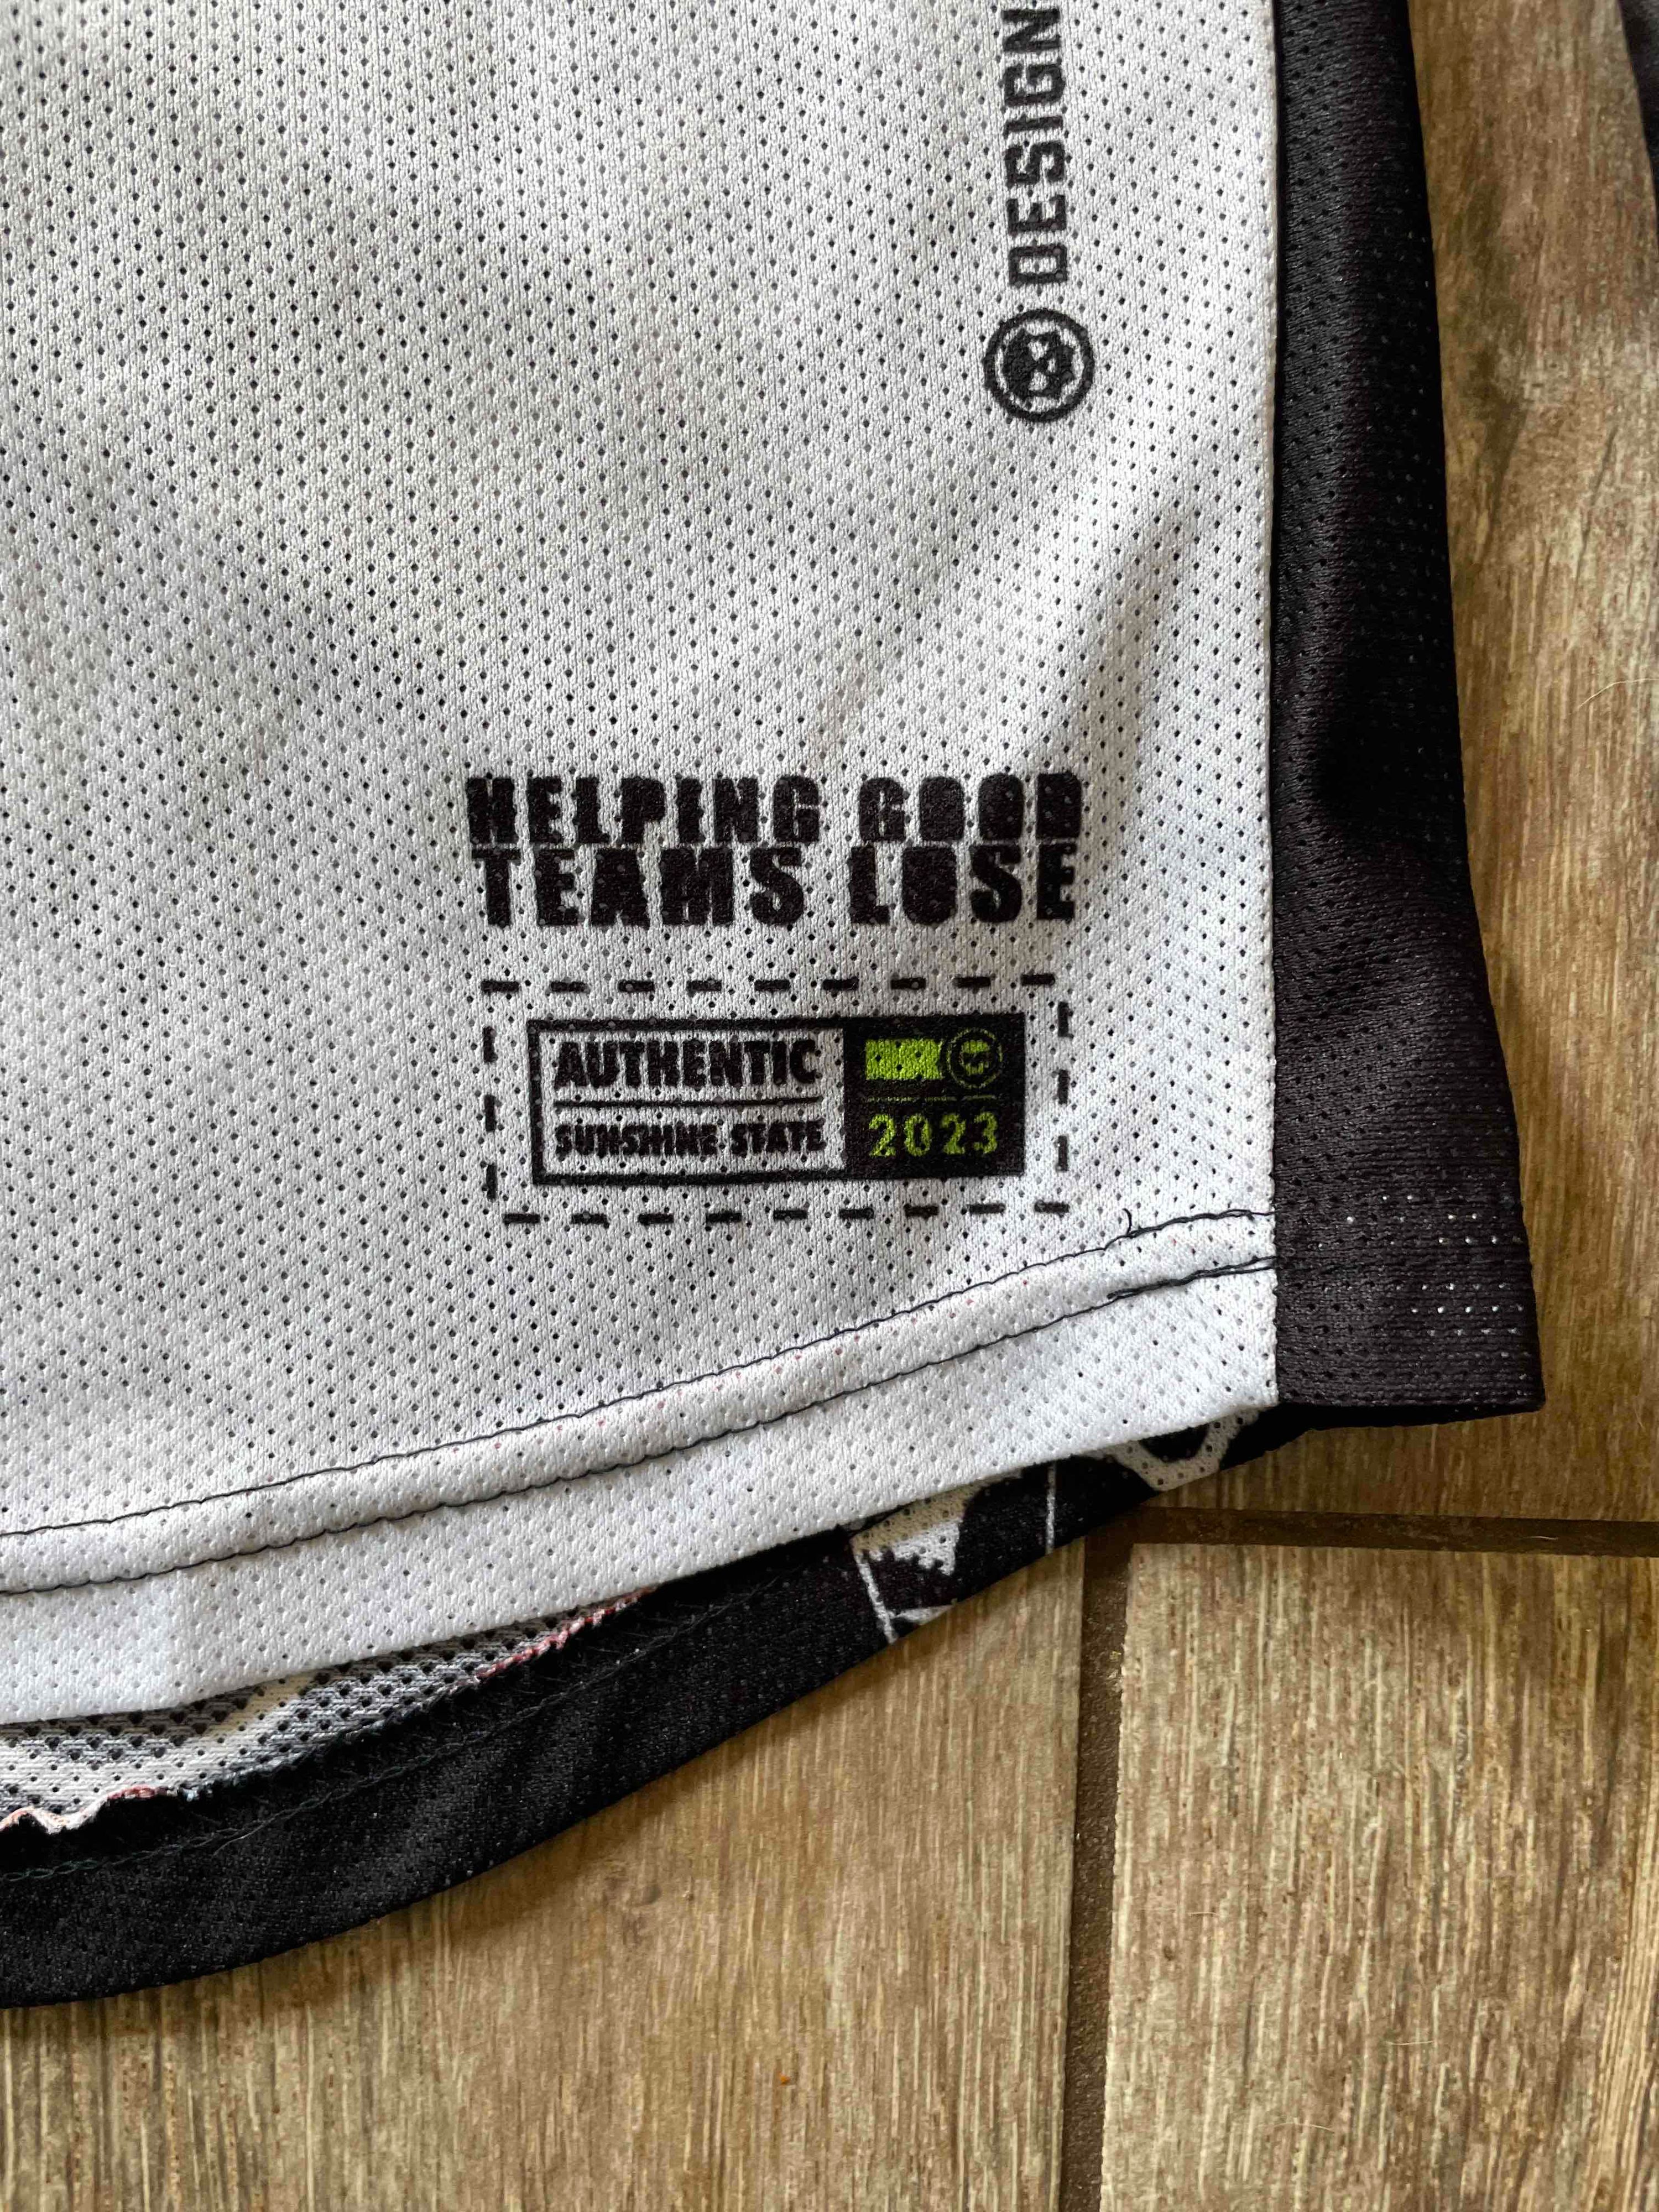 DESIGN
HELPING GOOD
TEAMS LOSE
AUTHENTIC
SUNSHINE STATE
2023